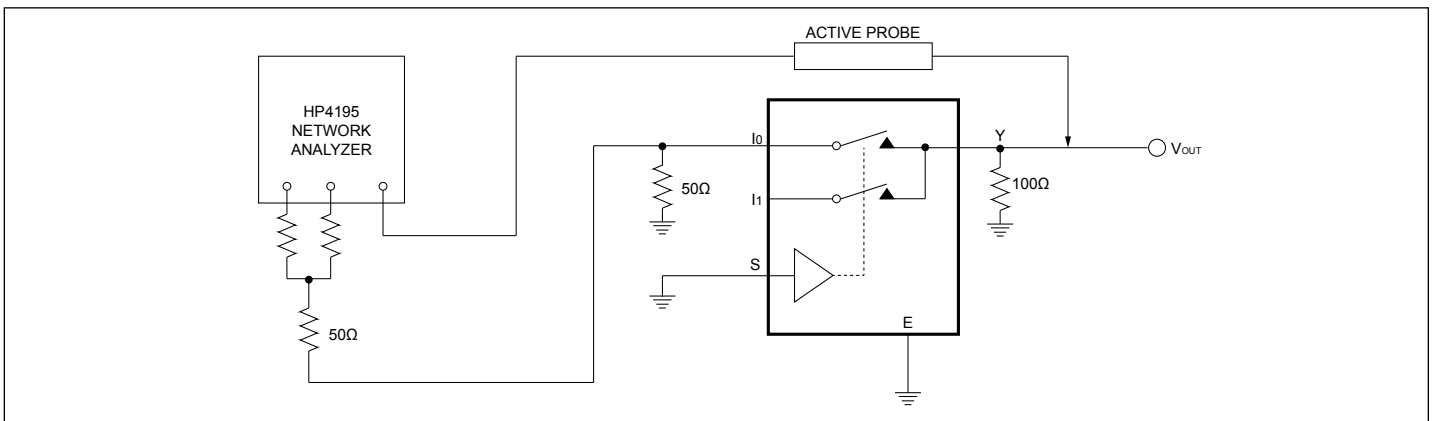 ACTIVE PROBE
HP4195
NETWORK
ANALYZER
I0
Y
VOUT
50Ω
100Ω
I1
S
E
50Ω